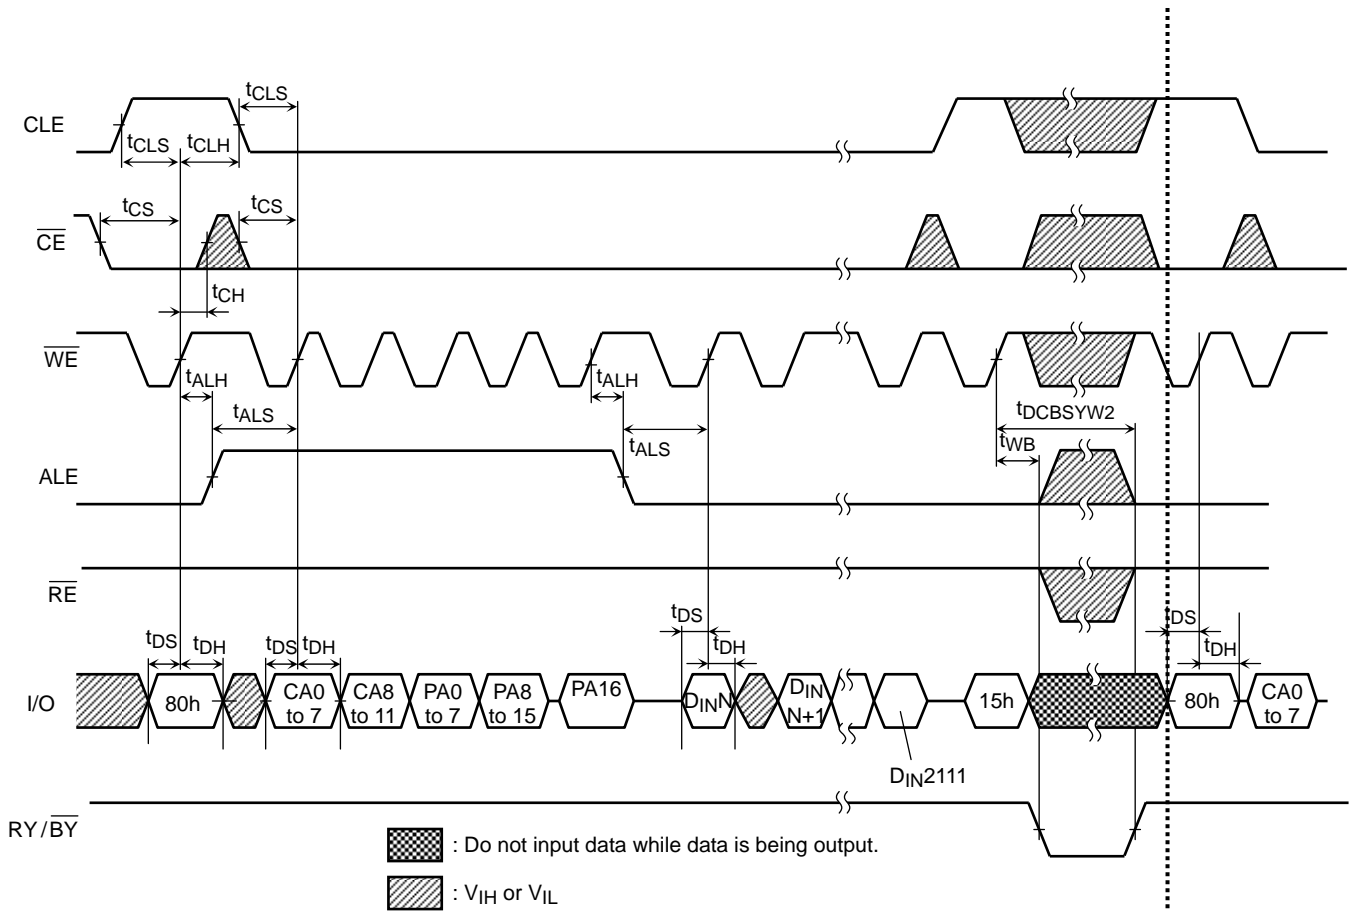 CLE
tCLS
tCLS
tCLH
CE
tCS
tCS
tCH
WE
tALH
tALH
tALS
tALS
tDCBSYW2
tWB
ALE
RE
tDS
tDH
tDS
tDH
tDS
tDH
tDS
tDH
I/O
80h
CA0 to 7
CA8 to 11
PA0 to 7
PA8 to 15
PA16
DINN
DIN N+1
15h
80h
CA0 to 7
DIN2111
RY/BY
: Do not input data while data is being output.
: VIH or VIL